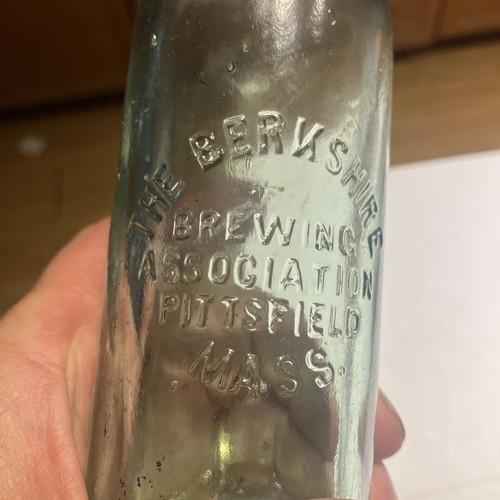 THE BERKSHIRE
BREWING
ASSOCIATION
PITTSFIELD
MASS.